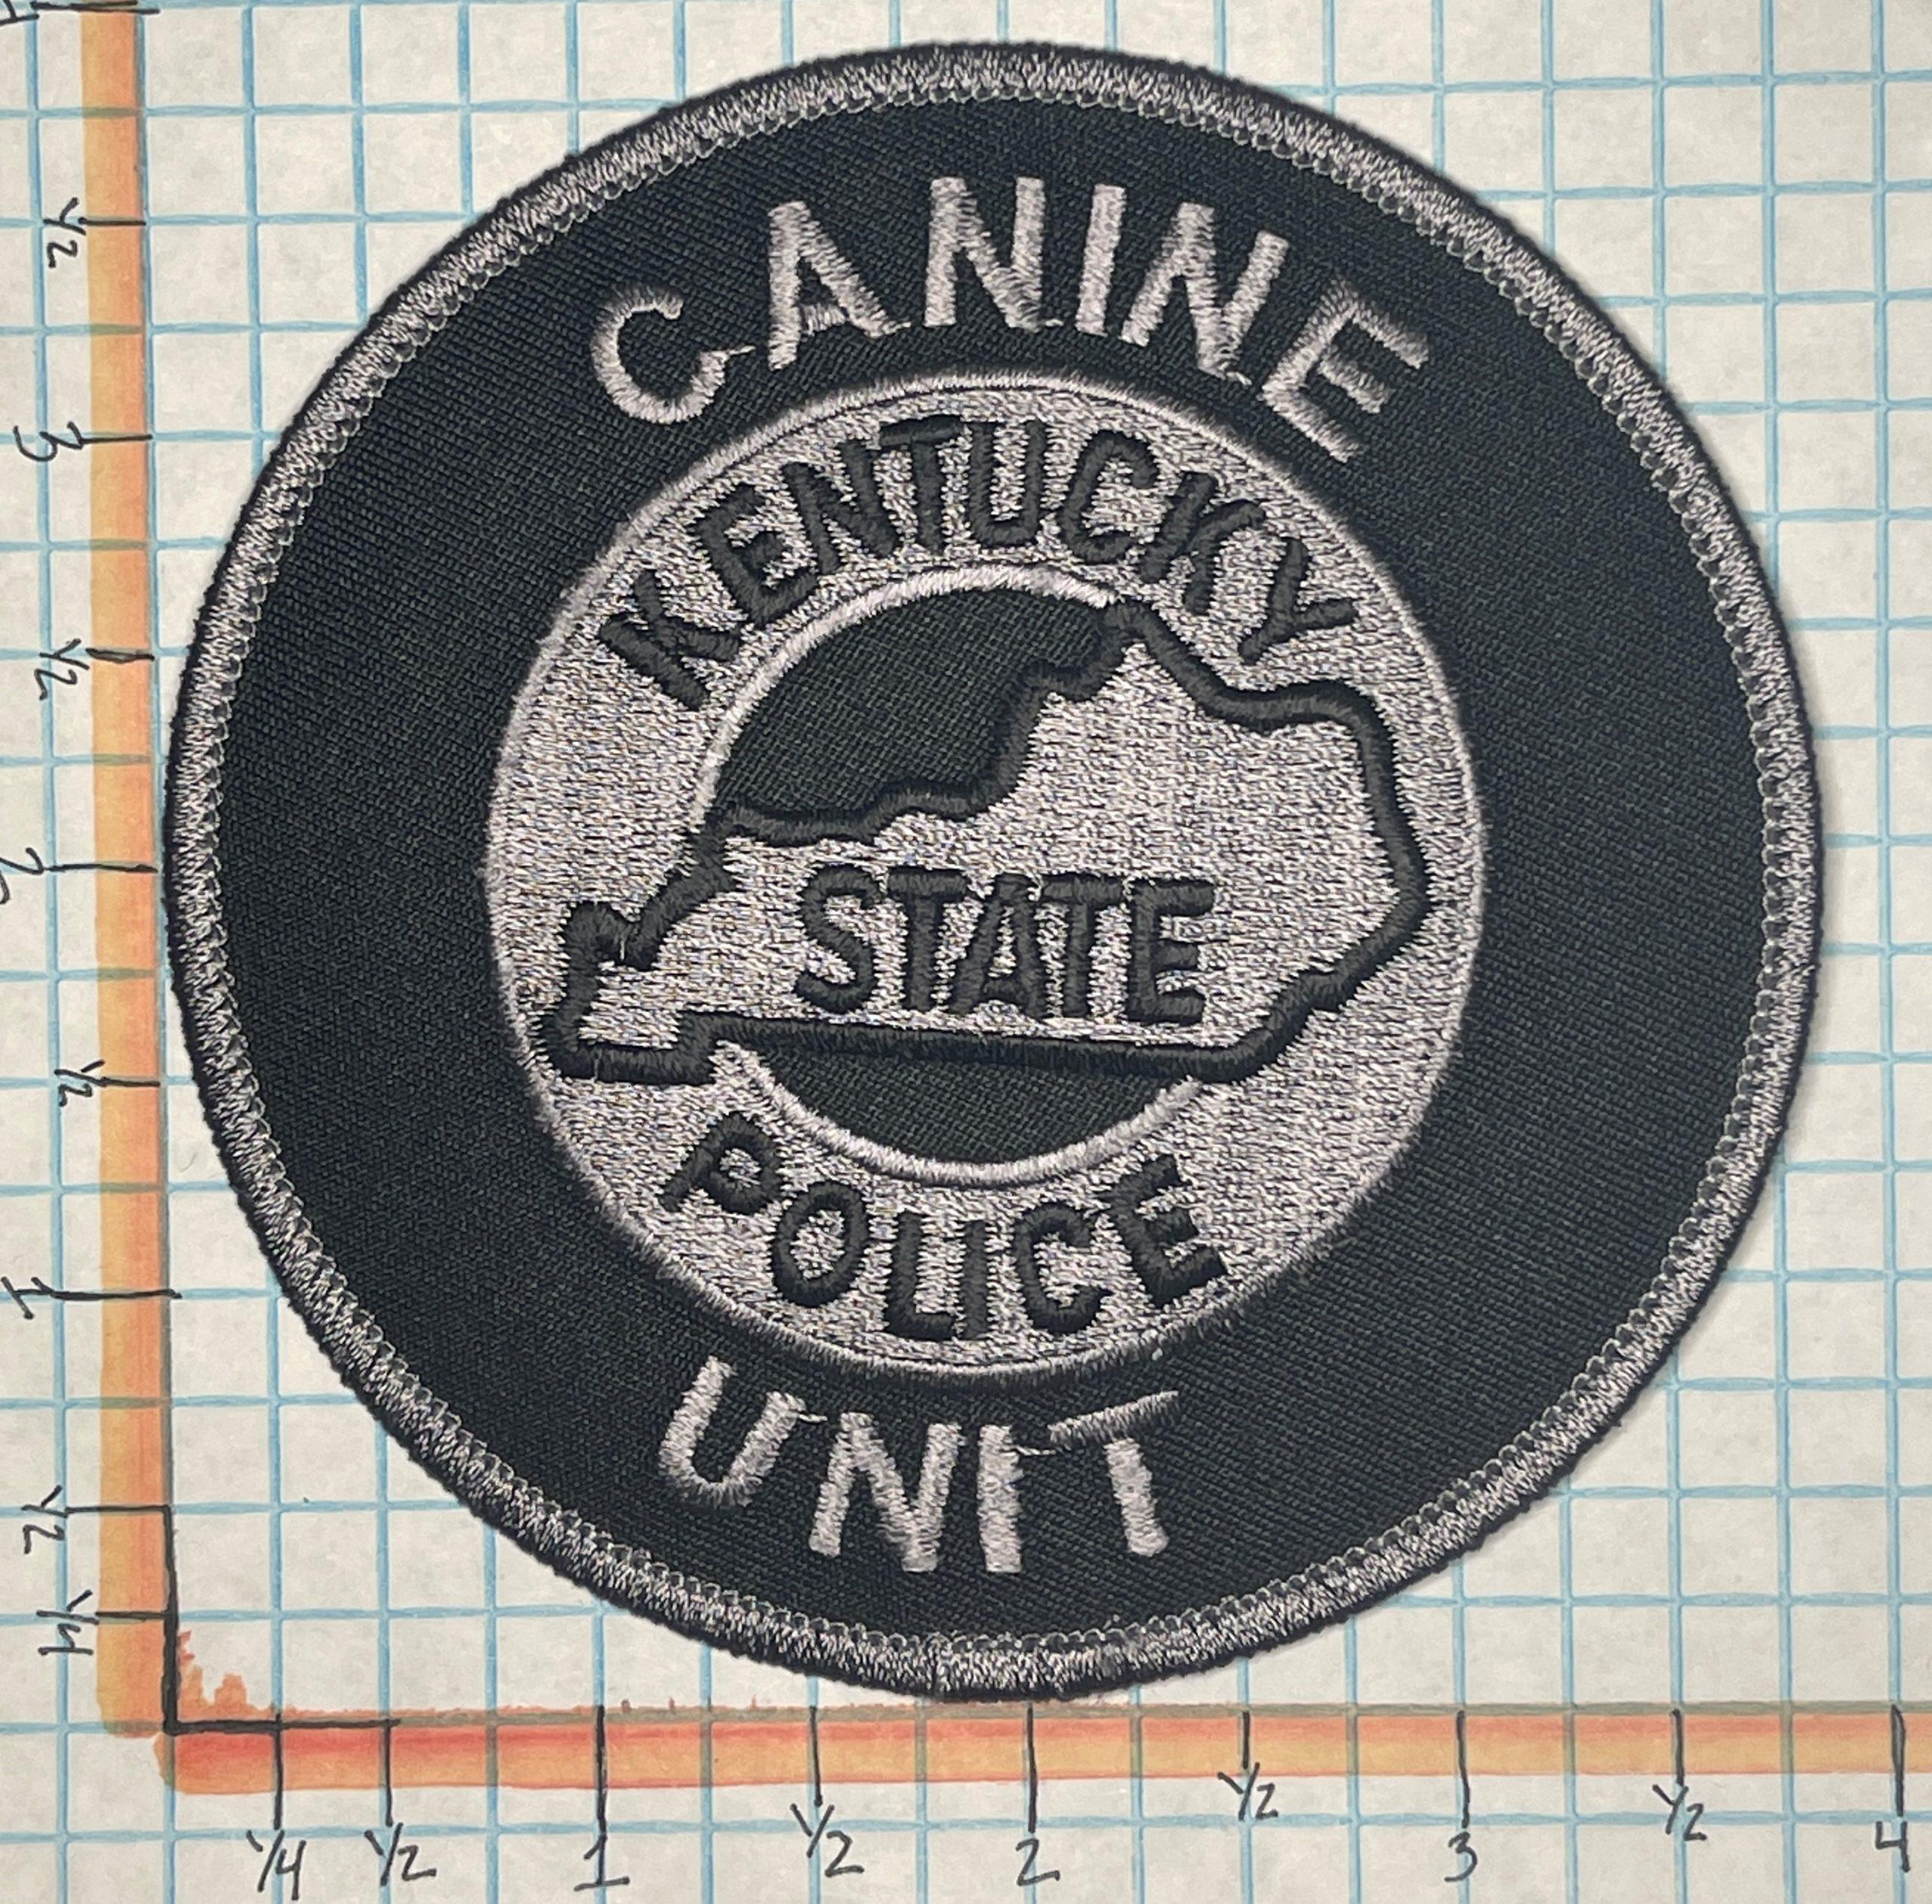 CANINE
KENTUCKY
STATE
POLICE
UNIT
4
1/2
3
1/2
2
1/2
1
1/2
1/4
1/4 1/2 1 1/2 2 1/2 3 1/2 4